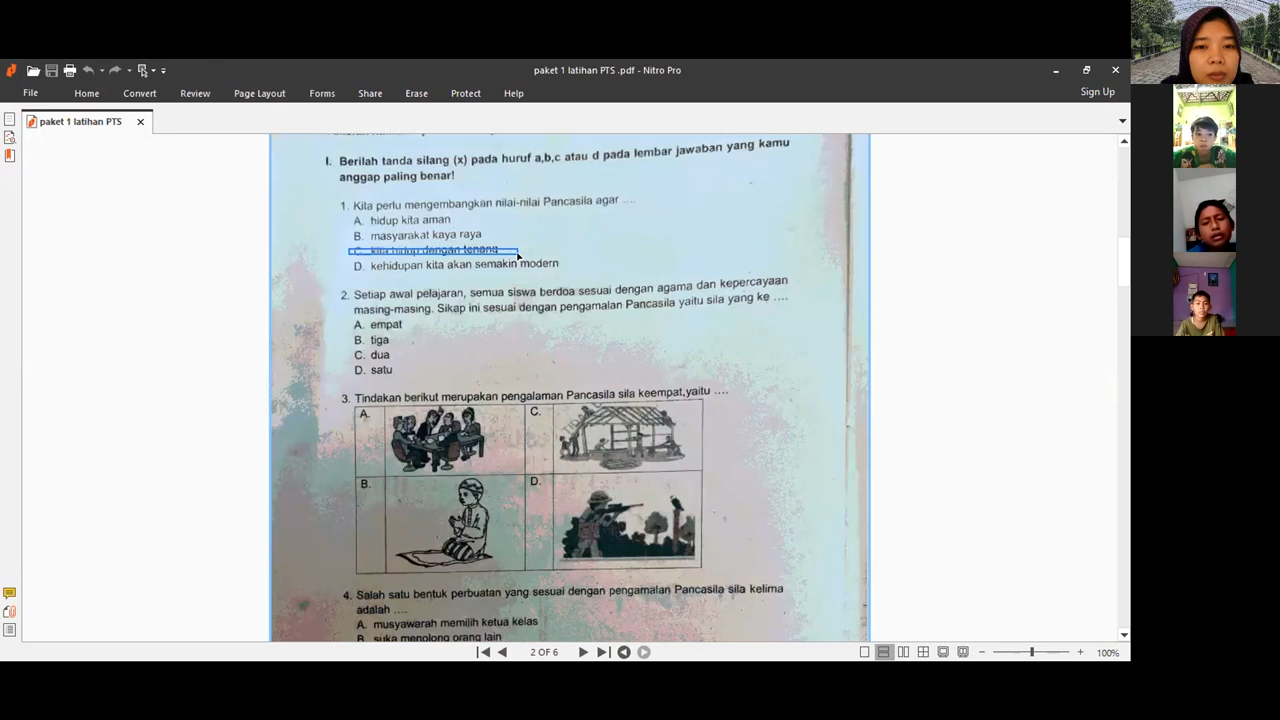 paket 1 latihan PTS .pdf - Nitro Pro
File Home Convert Review Page Layout Forms Share Erase Protect Help Sign Up
paket 1 latihan PTS
I. Berilah tanda silang (x) pada huruf a,b,c atau d pada lembar jawaban yang kamu
anggap paling benar!
1. Kita perlu mengembangkan nilai-nilai Pancasila agar ....
A. hidup kita aman
B. masyarakat kaya raya
C. kita hidup dengan tenang
D. kehidupan kita akan semakin modern
2. Setiap awal pelajaran, semua siswa berdoa sesuai dengan agama dan kepercayaan
masing-masing. Sikap ini sesuai dengan pengamalan Pancasila yaitu sila yang ke ....
A. empat
B. tiga
C. dua
D. satu
3. Tindakan berikut merupakan pengalaman Pancasila sila keempat,yaitu ....
A.
C.
B.
D.
4. Salah satu bentuk perbuatan yang sesuai dengan pengamalan Pancasila sila kelima
adalah ....
A. musyawarah memilih ketua kelas
B. suka menolong orang lain
2 OF 6
100%